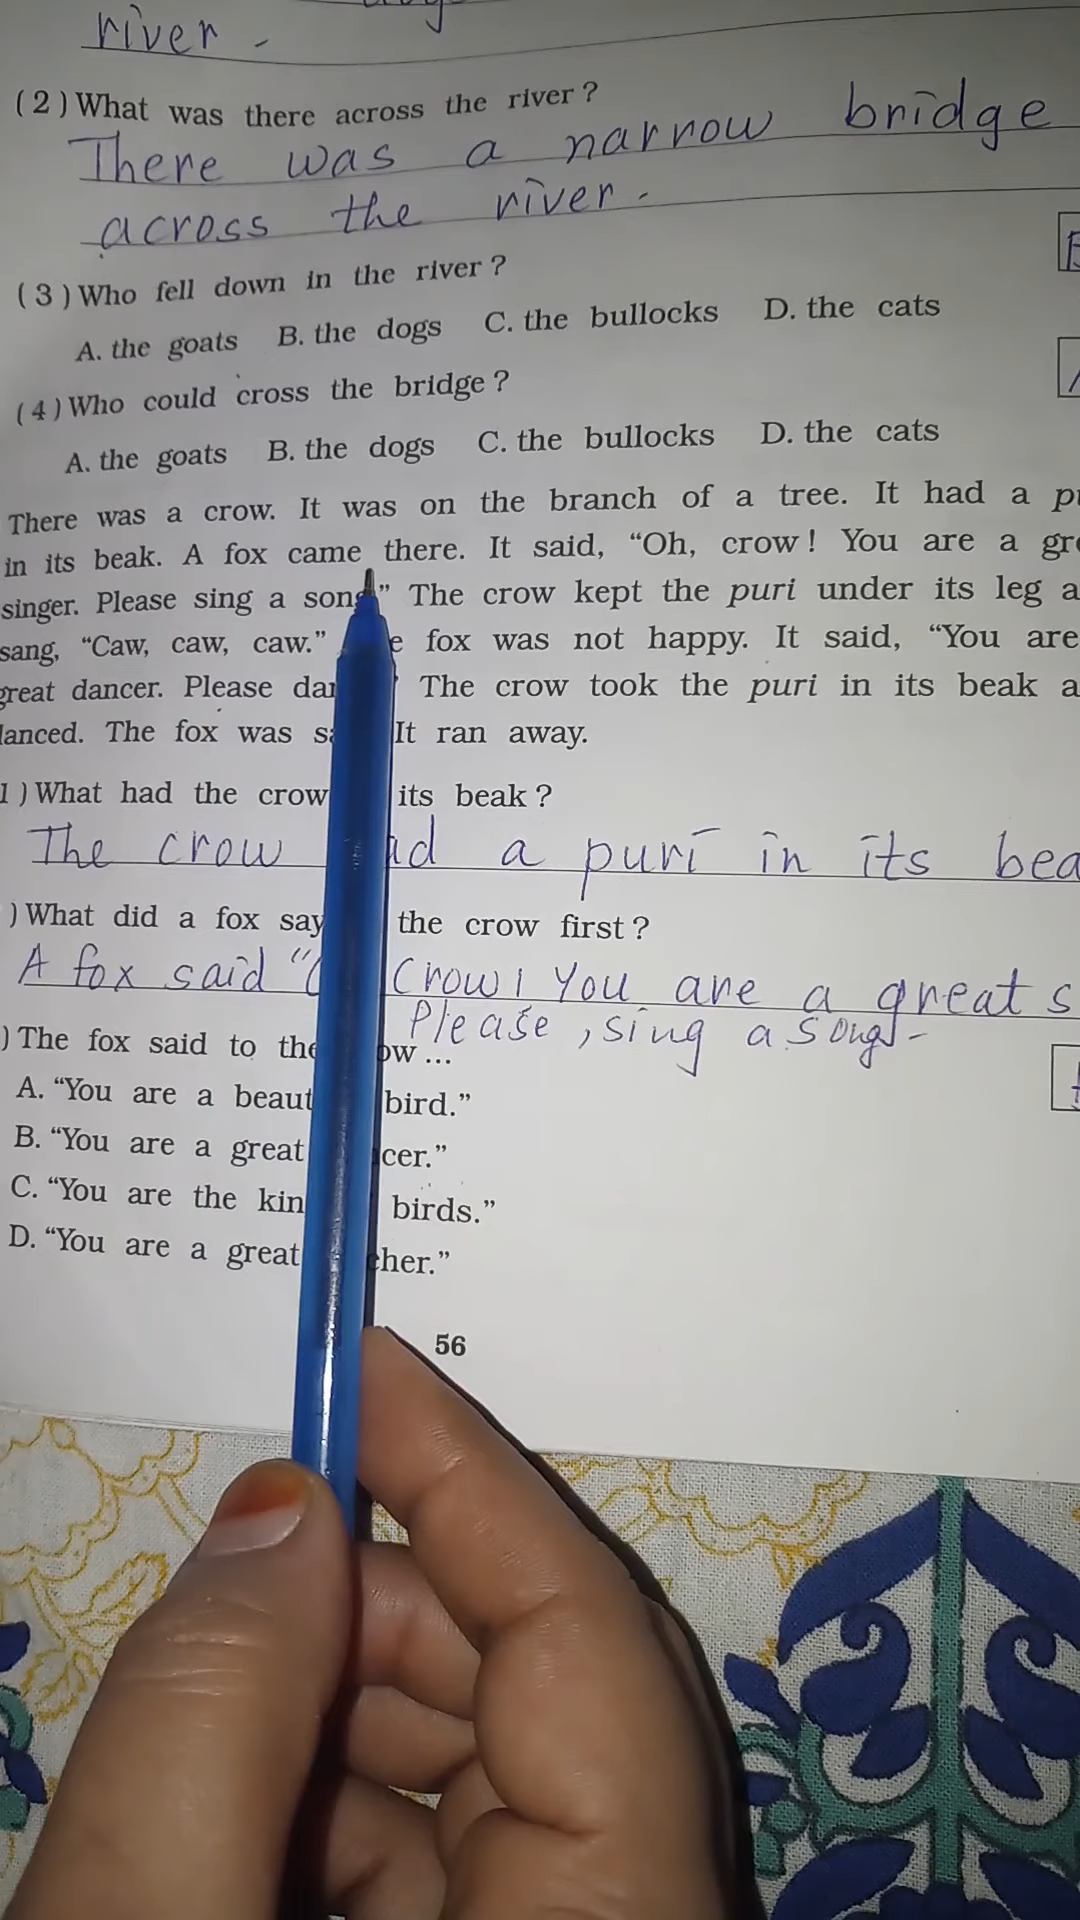 river.
(2) What was there across the river?
There was a narrow bridge
across the river.
(3) Who fell down in the river?
A. the goats B. the dogs C. the bullocks D. the cats
(4) Who could cross the bridge?
A. the goats B. the dogs C. the bullocks D. the cats
There was a crow. It was on the branch of a tree. It had a
in its beak. A fox came there. It said, “Oh, crow! You are a
singer. Please sing a song.” The crow kept the puri under its leg
sang, “Caw, caw, caw.” fox was not happy. It said, “You are
great dancer. Please The crow took the puri in its beak
The fox was It ran away.
1) What had the crow its beak?
The crow a puri in its
) What did a fox say the crow first?
A fox said “ Crow! You are a great
Please, sing a song.
) The fox said to the ...
A. “You are a bird.”
B. “You are a great
C. “You are the birds.”
D. “You are a great
56